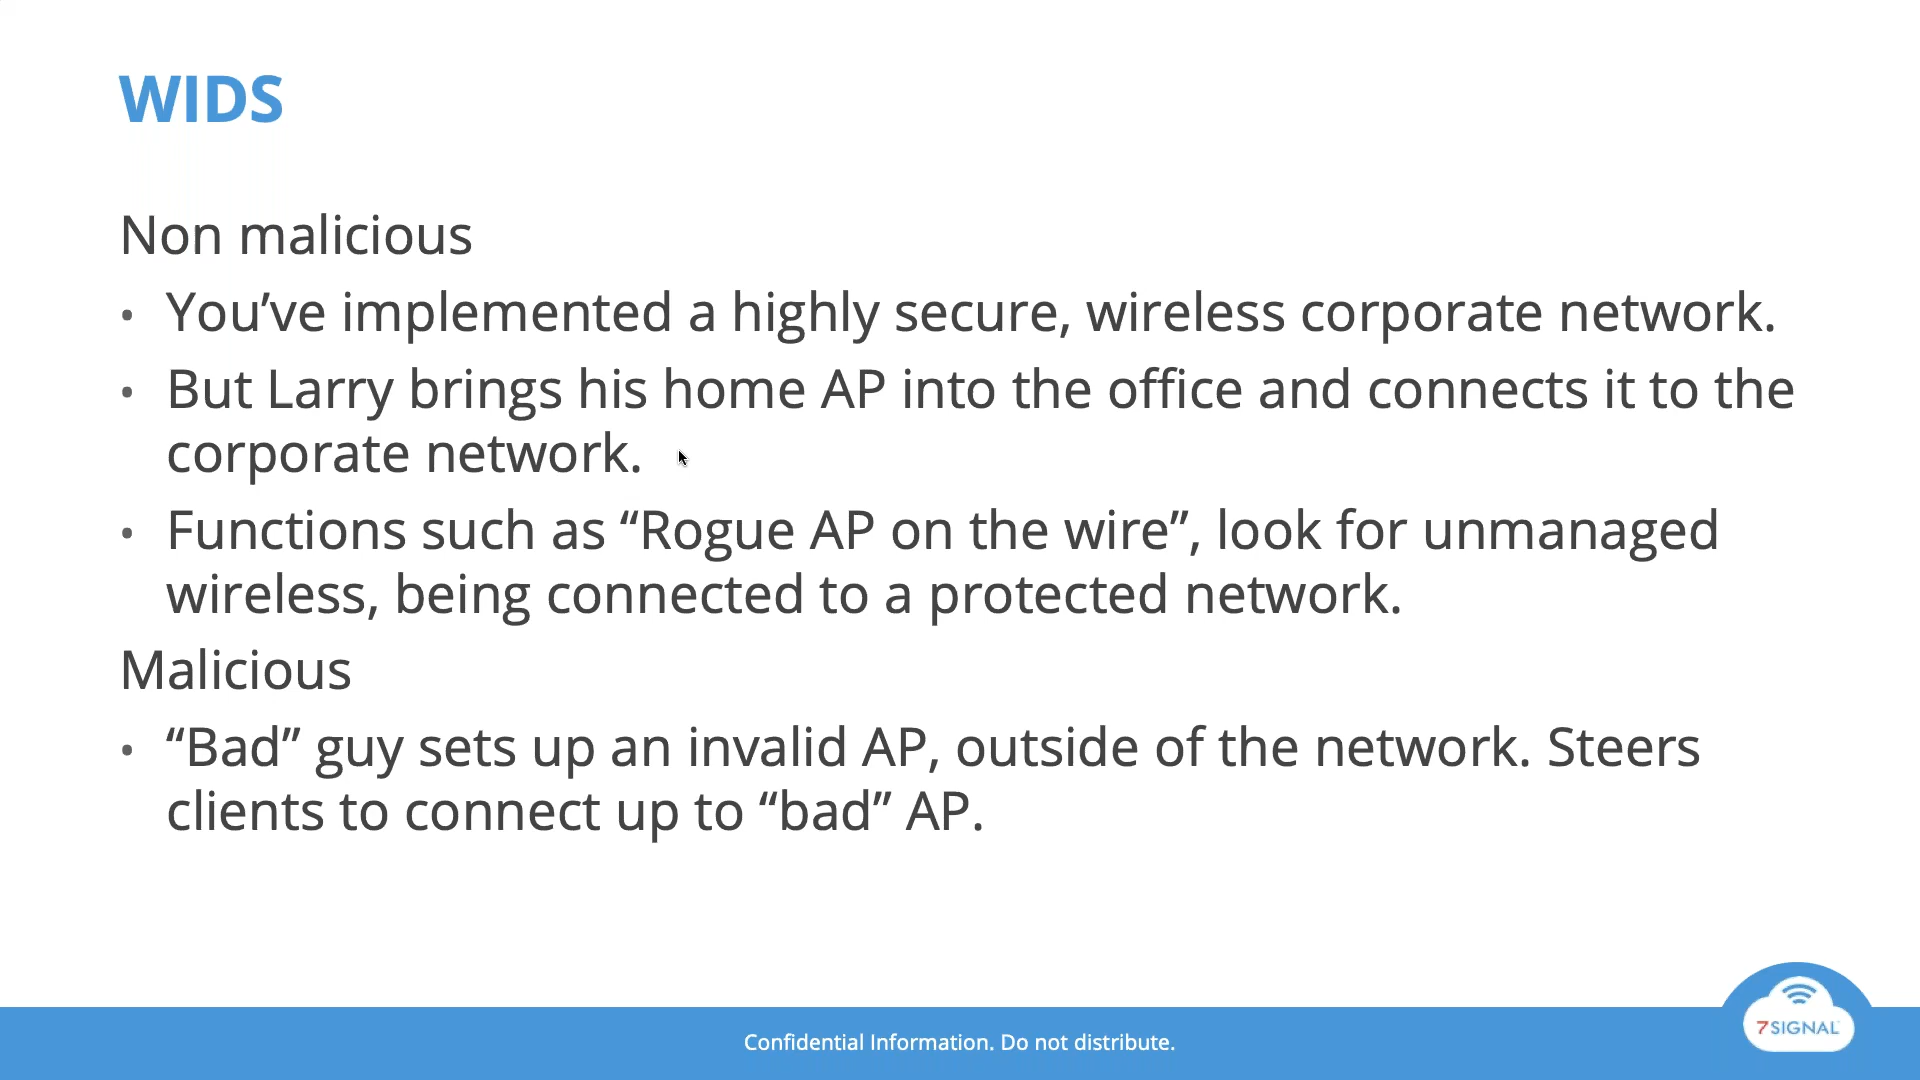 WIDS
Non malicious
• You’ve implemented a highly secure, wireless corporate network.
• But Larry brings his home AP into the office and connects it to the
corporate network.
• Functions such as “Rogue AP on the wire”, look for unmanaged
wireless, being connected to a protected network.
Malicious
• “Bad” guy sets up an invalid AP, outside of the network. Steers
clients to connect up to “bad” AP.
Confidential Information. Do not distribute.
7SIGNAL